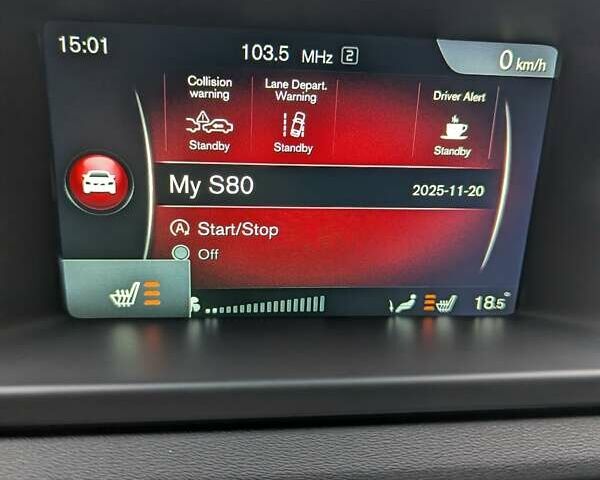 15:01
103.5 MHz 2
0 km/h
Collision warning
Standby
Lane Depart. Warning
Standby
Driver Alert
Standby
My S80
2025-11-20
A Start/Stop
Off
18.5°